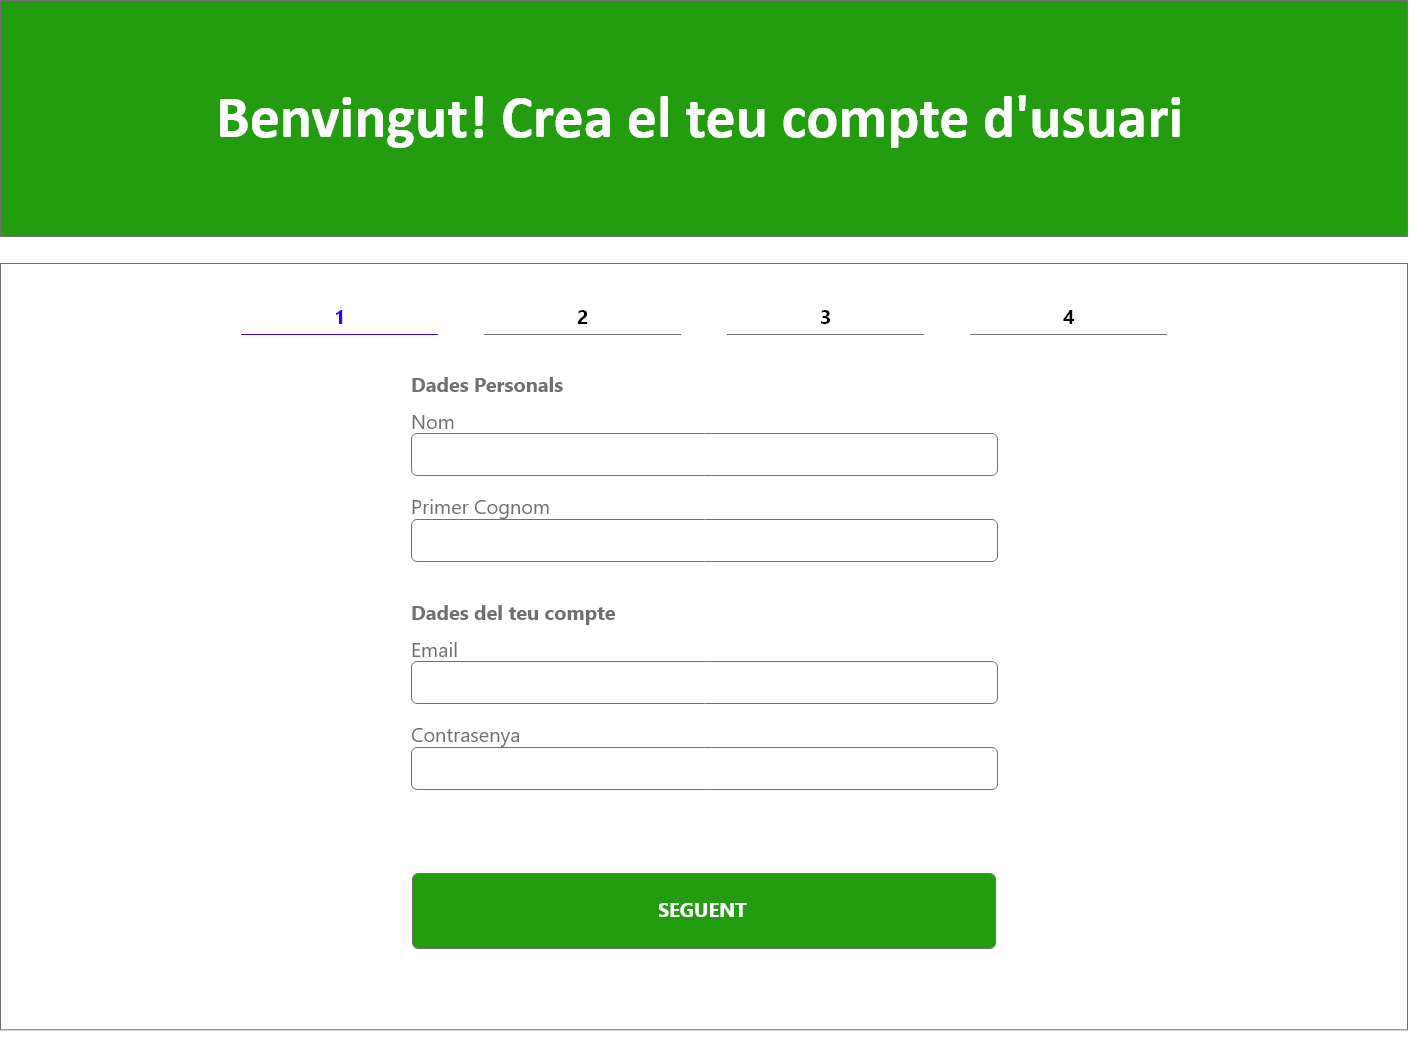 Benvingut! Crea el teu compte d'usuari
1 2 3 4
Dades Personals
Nom
Primer Cognom
Dades del teu compte
Email
Contrasenya
SEGUENT